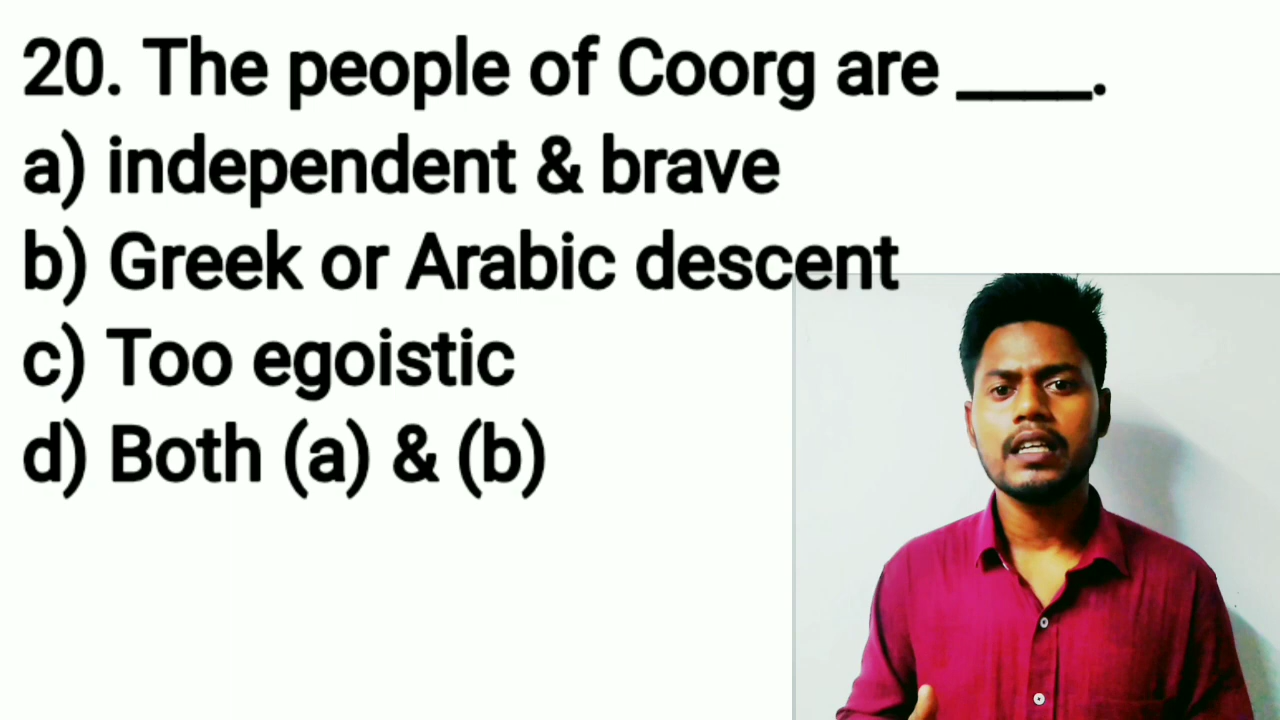 20. The people of Coorg are ____.
a) independent & brave
b) Greek or Arabic descent
c) Too egoistic
d) Both (a) & (b)